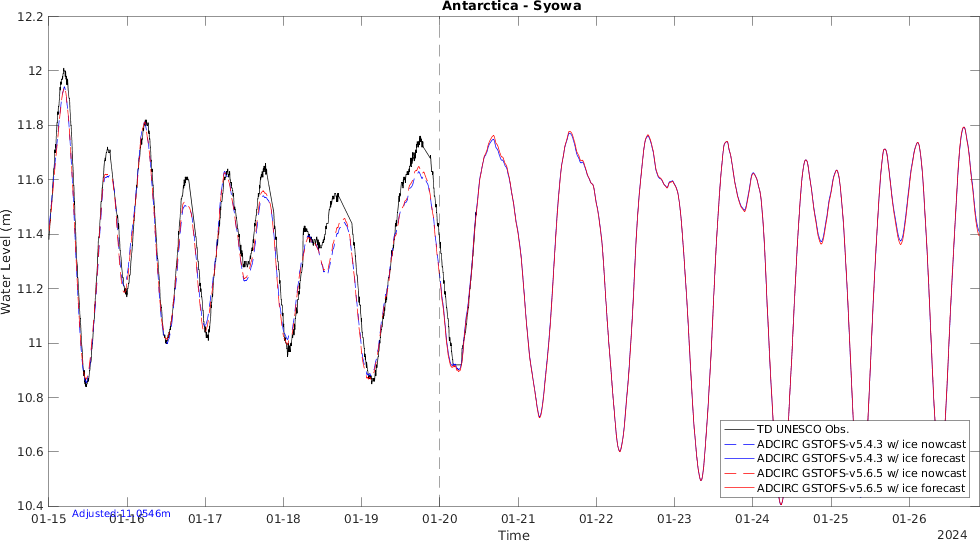 Antarctica - Syowa
12.2
12
11.8
11.6
11.4
11.2
11
10.8
10.6
10.4
Water Level (m)
TD UNESCO Obs.
ADCIRC GSTOFS-v5.4.3 w/ ice nowcast
ADCIRC GSTOFS-v5.4.3 w/ ice forecast
ADCIRC GSTOFS-v5.6.5 w/ ice nowcast
ADCIRC GSTOFS-v5.6.5 w/ ice forecast
Adjusted:11.0546m
01-15 01-16 01-17 01-18 01-19 01-20 01-21 01-22 01-23 01-24 01-25 01-26
Time
2024